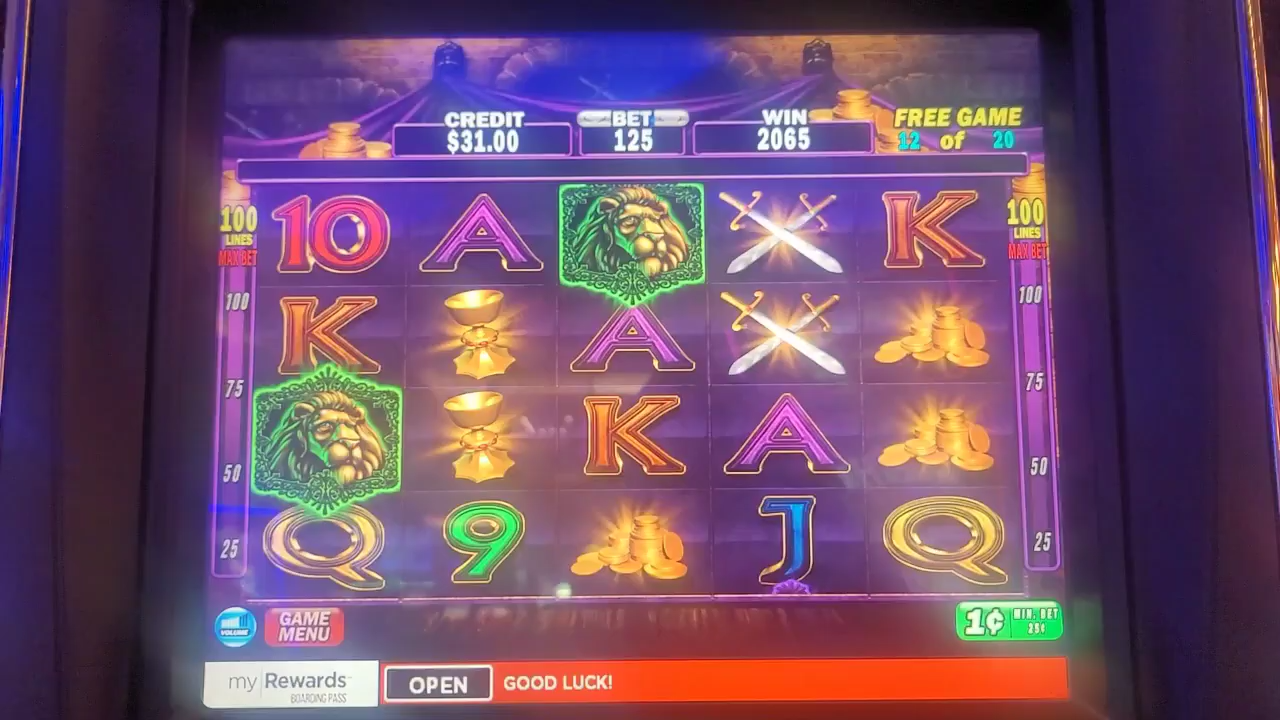 CREDIT
$31.00
BET
125
WIN
2065
FREE GAME
12 of 20
100
LINES
MAX BET
100
75
50
25
100
LINES
MAX BET
100
75
50
25
10 A K
K A
K A
Q 9 J Q
VOLUME
GAME
MENU
1¢ MIN. BET
25¢
my Rewards
BOARDING PASS
OPEN
GOOD LUCK!